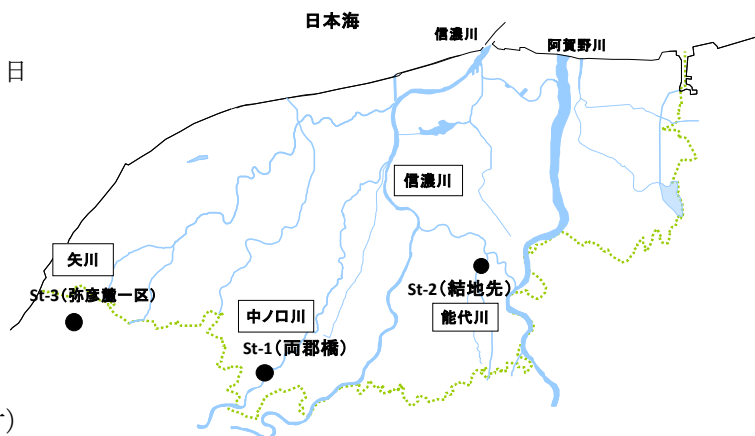 日本海
信濃川
阿賀野川
日
信濃川
矢川
St-3(弥彦麓一区)
St-2(結地先)
中ノ口川
能代川
St-1(両郡橋)
)